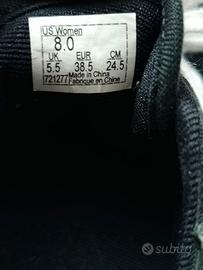 US Women
8.0
UK EUR CM
5.5 38.5 24.5
721277 Made in China
Fabriqué en Chine
subito